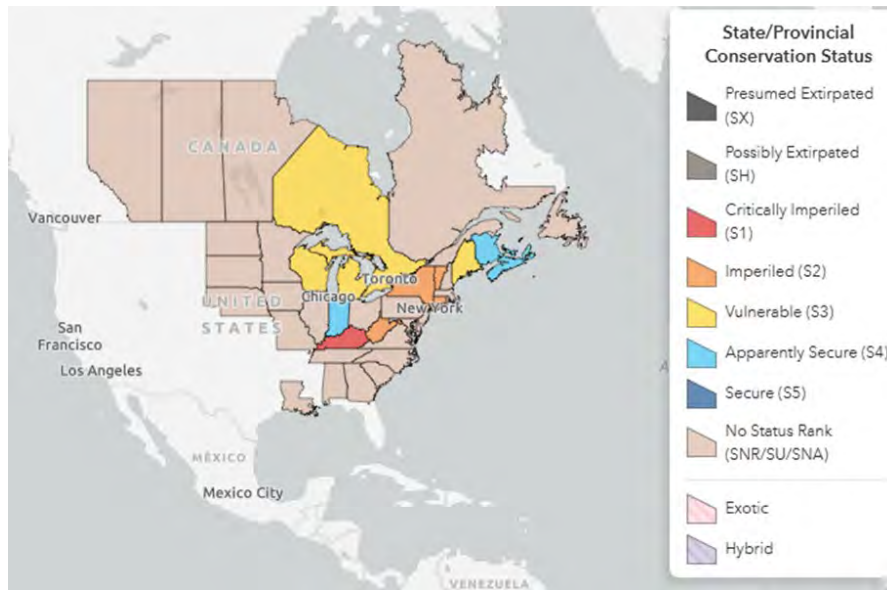 CANADA
Vancouver
Toronto
Chicago
UNITED
STATES
New York
San
Francisco
Los Angeles
MÉXICO
Mexico City
VENEZUELA
State/Provincial
Conservation Status
Presumed Extirpated
(SX)
Possibly Extirpated
(SH)
Critically Imperiled
(S1)
Imperiled (S2)
Vulnerable (S3)
Apparently Secure (S4)
Secure (S5)
No Status Rank
(SNR/SU/SNA)
Exotic
Hybrid